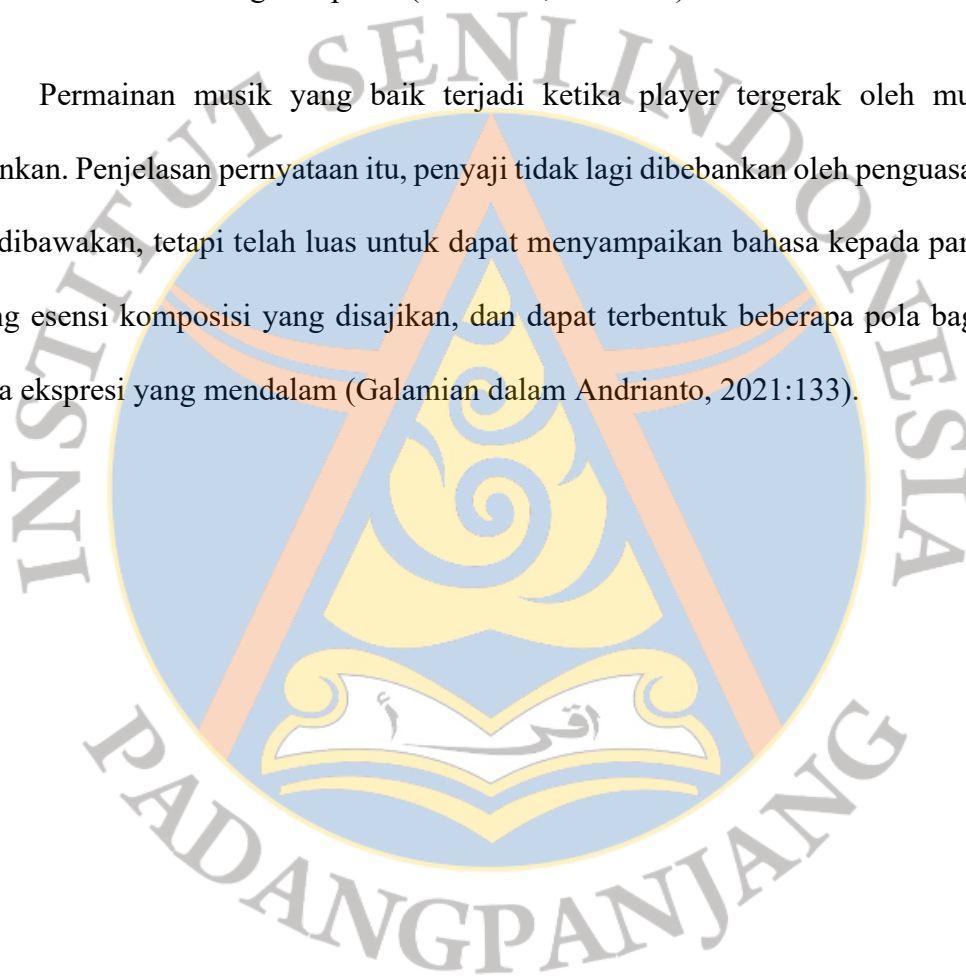 Permainan musik yang baik terjadi ketika player tergerak oleh mu
nkan. Penjelasan pernyataan itu, penyaji tidak lagi dibebankan oleh penguasa
dibawakan, tetapi telah luas untuk dapat menyampaikan bahasa kepada par
ng esensi komposisi yang disajikan, dan dapat terbentuk beberapa pola bag
a ekspresi yang mendalam (Galamian dalam Andrianto, 2021:133).
INSTITUT SENI INDONESIA
اقرأ
PADANGPANJANG